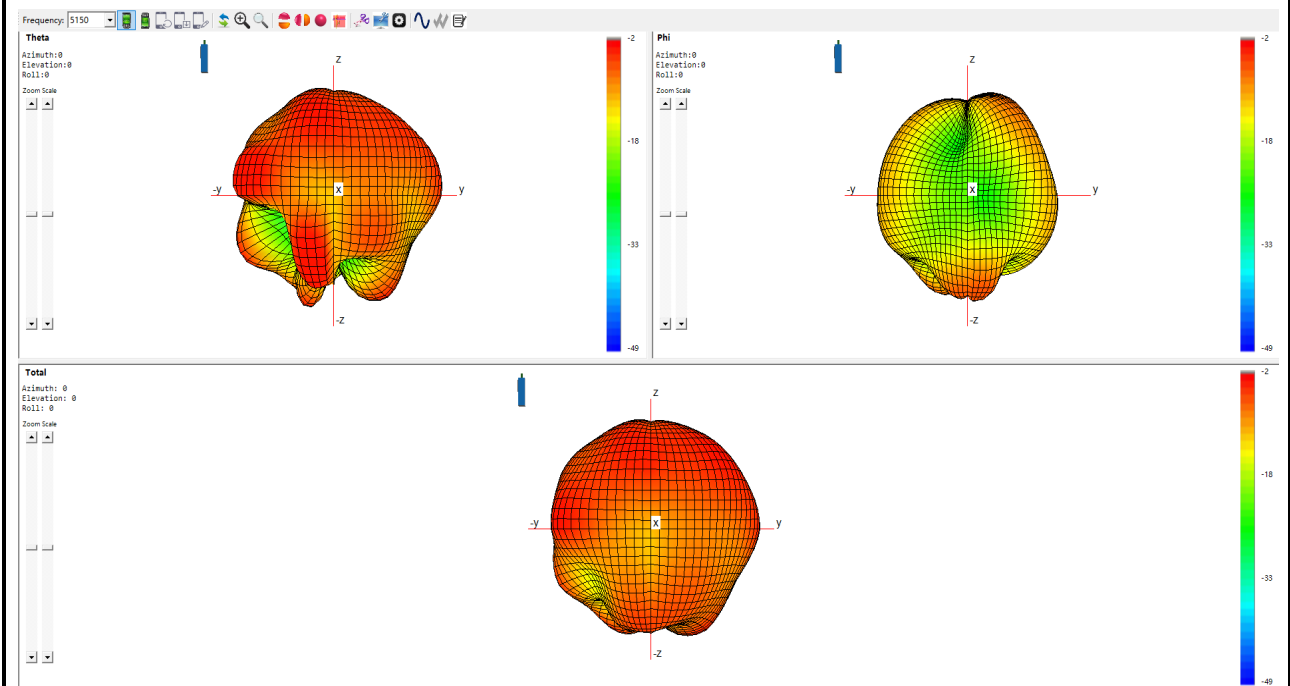 Frequency: 5150
Theta
Azimuth:0
Elevation:0
Roll:0
Zoom Scale
z
-y
x
y
-z
-2
-18
-33
-49
Phi
Azimuth:0
Elevation:0
Roll:0
Zoom Scale
z
-y
x
y
-z
-2
-18
-33
-49
Total
Azimuth: 0
Elevation: 0
Roll: 0
Zoom Scale
z
-y
x
y
-z
-2
-18
-33
-49